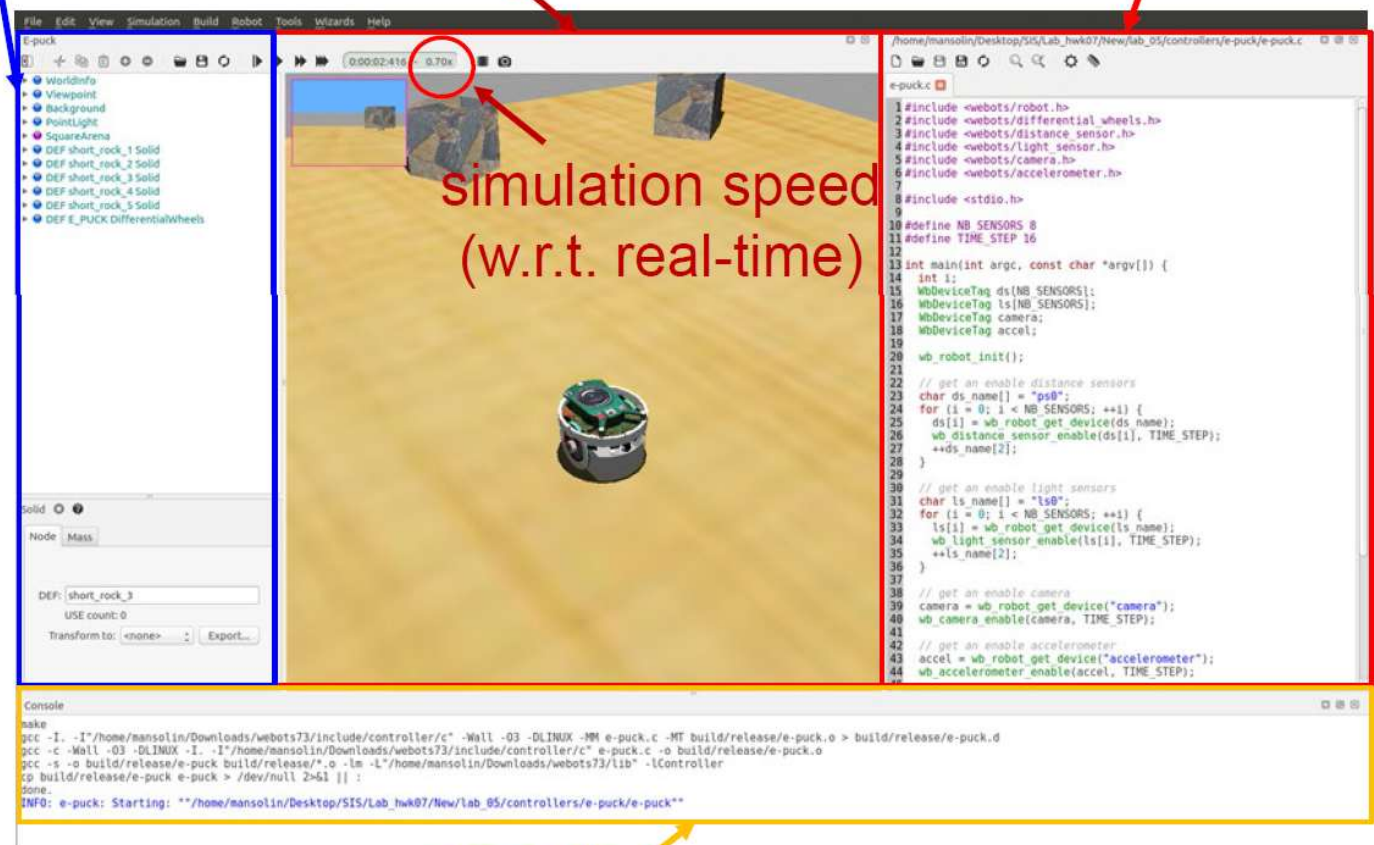 File Edit View Simulation Build Robot Tools Wizards Help
E-puck
0:00:02:416 - 0.70x
WorldInfo
Viewpoint
Background
PointLight
SquareArena
DEF short_rock_1 Solid
DEF short_rock_2 Solid
DEF short_rock_3 Solid
DEF short_rock_4 Solid
DEF short_rock_5 Solid
DEF E_PUCK DifferentialWheels
Solid
Node Mass
DEF: short_rock_3
USE count: 0
Transform to: <none> Export...
simulation speed
(w.r.t. real-time)
/home/mansolin/Desktop/SIS/Lab_hwk07/New/lab_05/controllers/e-puck/e-puck.c
e-puck.c
1 #include <webots/robot.h>
2 #include <webots/differential_wheels.h>
3 #include <webots/distance_sensor.h>
4 #include <webots/light_sensor.h>
5 #include <webots/camera.h>
6 #include <webots/accelerometer.h>
7
8 #include <stdio.h>
9
10 #define NB_SENSORS 8
11 #define TIME_STEP 16
12
13 int main(int argc, const char *argv[]) {
14 int i;
15 WbDeviceTag ds[NB_SENSORS];
16 WbDeviceTag ls[NB_SENSORS];
17 WbDeviceTag camera;
18 WbDeviceTag accel;
19
20 wb_robot_init();
21
22 // get an enable distance sensors
23 char ds_name[] = "ps0";
24 for (i = 0; i < NB_SENSORS; ++i) {
25 ds[i] = wb_robot_get_device(ds_name);
26 wb_distance_sensor_enable(ds[i], TIME_STEP);
27 ++ds_name[2];
28 }
29
30 // get an enable light sensors
31 char ls_name[] = "ls0";
32 for (i = 0; i < NB_SENSORS; ++i) {
33 ls[i] = wb_robot_get_device(ls_name);
34 wb_light_sensor_enable(ls[i], TIME_STEP);
35 ++ls_name[2];
36 }
37
38 // get an enable camera
39 camera = wb_robot_get_device("camera");
40 wb_camera_enable(camera, TIME_STEP);
41
42 // get an enable accelerometer
43 accel = wb_robot_get_device("accelerometer");
44 wb_accelerometer_enable(accel, TIME_STEP);
Console
make
gcc -I. -I"/home/mansolin/Downloads/webots73/include/controller/c" -Wall -O3 -DLINUX -MM e-puck.c -MT build/release/e-puck.o > build/release/e-puck.d
gcc -c -Wall -O3 -DLINUX -I. -I"/home/mansolin/Downloads/webots73/include/controller/c" e-puck.c -o build/release/e-puck.o
gcc -s -o build/release/e-puck build/release/*.o -lm -L"/home/mansolin/Downloads/webots73/lib" -lController
cp build/release/e-puck e-puck > /dev/null 2>&1 || :
done.
INFO: e-puck: Starting: ""/home/mansolin/Desktop/SIS/Lab_hwk07/New/lab_05/controllers/e-puck/e-puck""